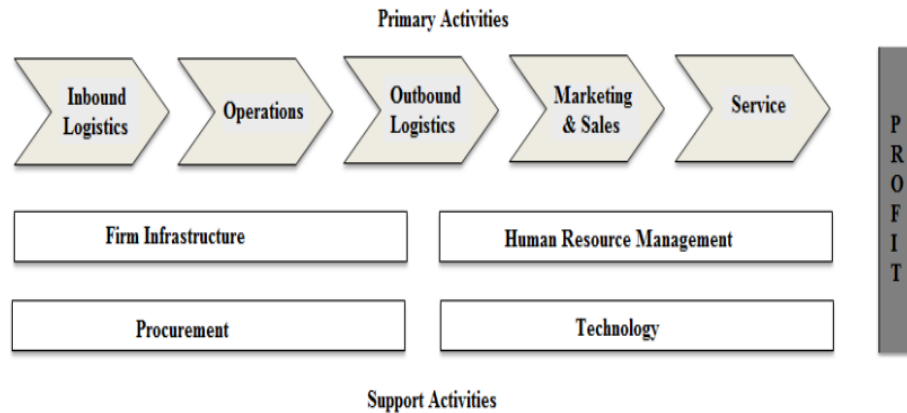 Primary Activities
Inbound
Logistics
Operations
Outbound
Logistics
Marketing
& Sales
Service
P
R
O
F
I
T
Firm Infrastructure
Human Resource Management
Procurement
Technology
Support Activities